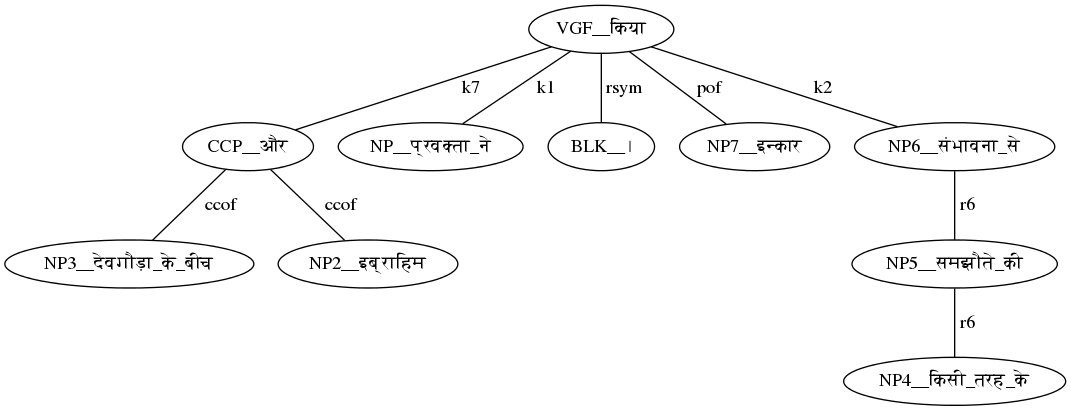 VGF__किया
k7 k1 rsym pof k2
CCP__और NP__प्रवक्ता_ने BLK__। NP7__इन्कार NP6__संभावना_से
ccof ccof r6
NP3__देवगौड़ा_के_बीच NP2__इब्राहिम NP5__समझौते_की
r6
NP4__किसी_तरह_के